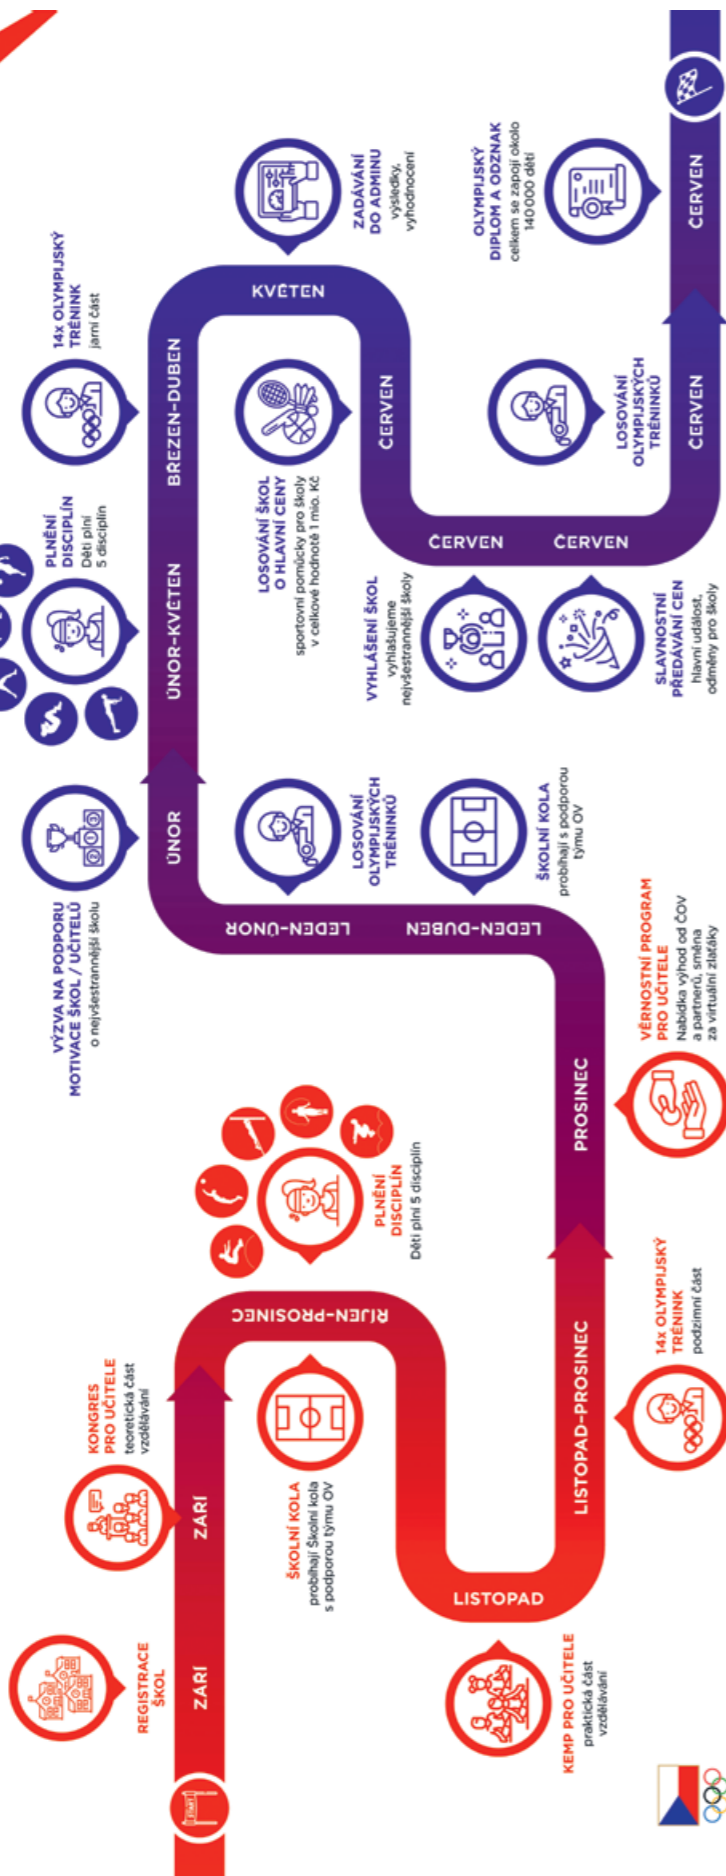 START
ZÁŘÍ
REGISTRACE
ŠKOL
ZÁŘÍ
KONGRES
PRO UČITELE
teoretická část
vzdělávání
ŘÍJEN–PROSINEC
ŠKOLNÍ KOLA
probíhají Školní kola
s podporou týmu OV
PLNĚNÍ
DISCIPLÍN
Děti plní 5 disciplín
LISTOPAD
KEMP PRO UČITELE
praktická část
vzdělávání
LISTOPAD–PROSINEC
14x OLYMPIJSKÝ
TRÉNINK
podzimní část
PROSINEC
VĚRNOSTNÍ PROGRAM
PRO UČITELE
Nabídka výhod od ČOV
a partnerů, směna
za virtuální zlaťáky
LEDEN–DUBEN
ŠKOLNÍ KOLA
probíhají s podporou
týmu OV
LEDEN–ÚNOR
LOSOVÁNÍ
OLYMPIJSKÝCH
TRÉNINKŮ
ÚNOR
VÝZVA NA PODPORU
MOTIVACE ŠKOL / UČITELŮ
o nejvšestrannější školu
2 1 3
ÚNOR–KVĚTEN
PLNĚNÍ
DISCIPLÍN
Děti plní
5 disciplín
BŘEZEN–DUBEN
14x OLYMPIJSKÝ
TRÉNINK
jarní část
KVĚTEN
ZADÁVÁNÍ
DO ADMINU
výsledky,
vyhodnocení
ČERVEN
LOSOVÁNÍ ŠKOL
O HLAVNÍ CENY
sportovní pomůcky pro školy
v celkové hodnotě 1 mio. Kč
ČERVEN
VYHLÁŠENÍ ŠKOL
vyhlašujeme
nejvšestrannější školy
ČERVEN
SLAVNOSTNÍ
PŘEDÁVÁNÍ CEN
hlavní událost,
odměny pro školy
ČERVEN
LOSOVÁNÍ
OLYMPIJSKÝCH
TRÉNINKŮ
ČERVEN
OLYMPIJSKÝ
DIPLOM A ODZNAK
celkem se zapojí okolo
140000 dětí